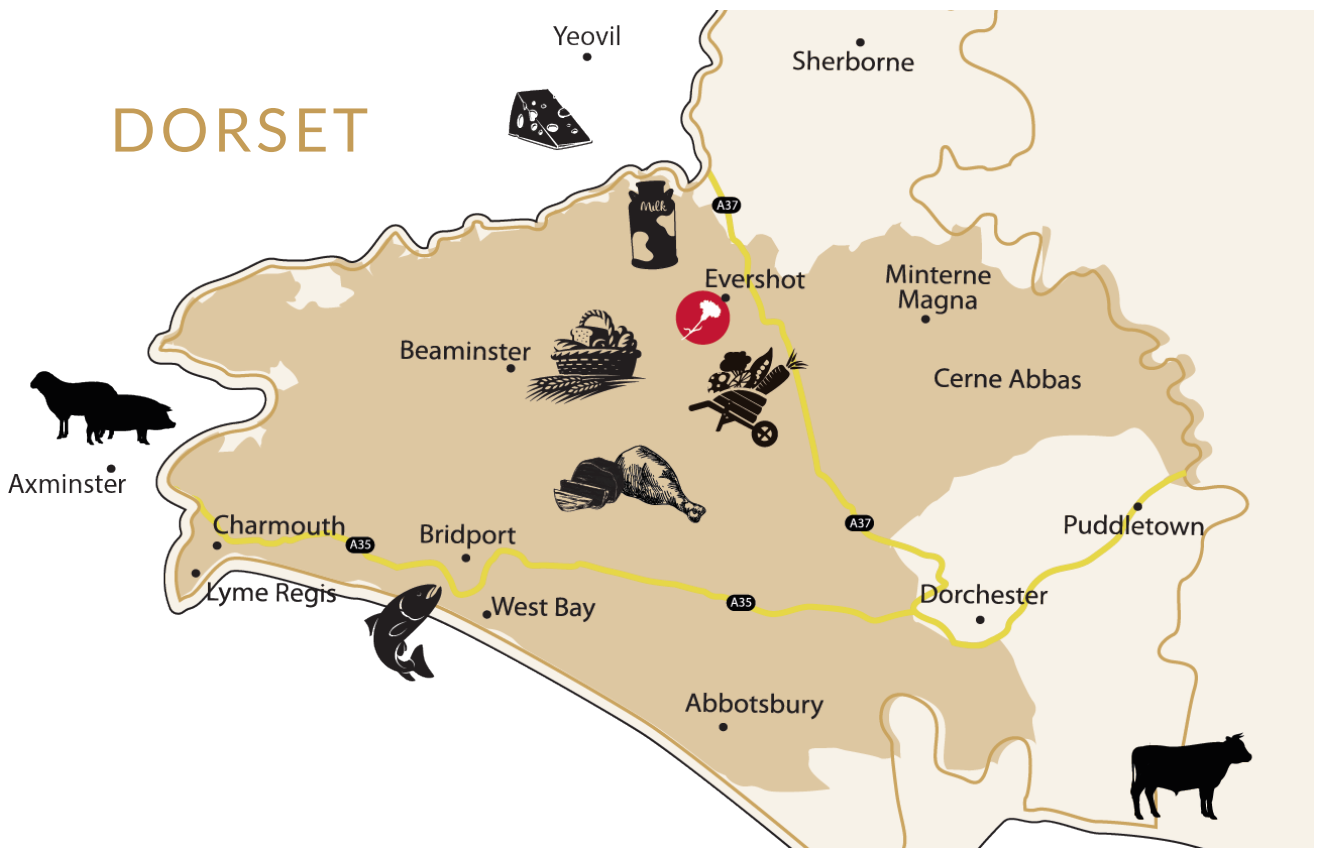 Yeovil
Sherborne
DORSET
Milk
A37
Evershot
Minterne
Magna
Beaminster
Cerne Abbas
Axminster
Charmouth
A35
Bridport
A37
Puddletown
Lyme Regis
West Bay
A35
Dorchester
Abbotsbury